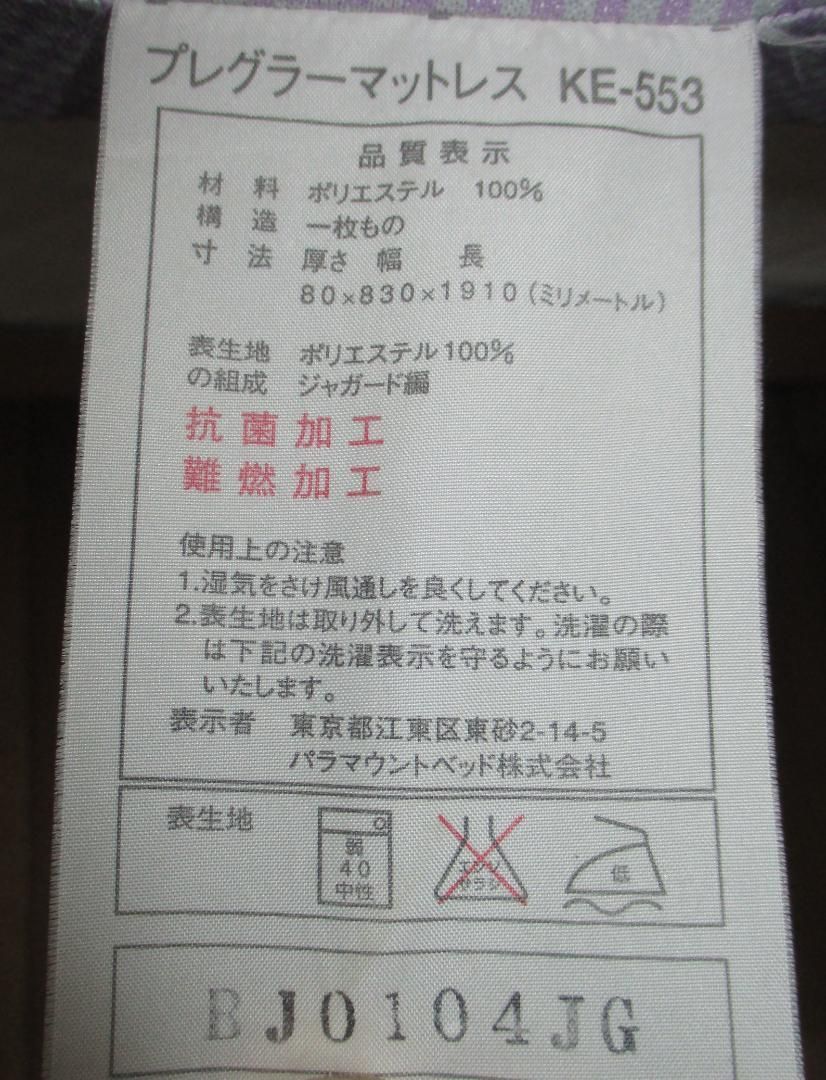 プレグラーマットレス KE-553
品質表示
材料 ポリエステル 100%
構造 一枚もの
寸法 厚さ 幅 長
80×830×1910(ミリメートル)
表生地 ポリエステル100%
の組成 ジャガード編
抗菌加工
難燃加工
使用上の注意
1.湿気をさけ風通しを良くしてください。
2.表生地は取り外して洗えます。洗濯の際
は下記の洗濯表示を守るようにお願い
いたします。
表示者 東京都江東区東砂2-14-5
パラマウントベッド株式会社
表生地
弱
40
中性
エンソ
サラシ
低
BJ0104JG